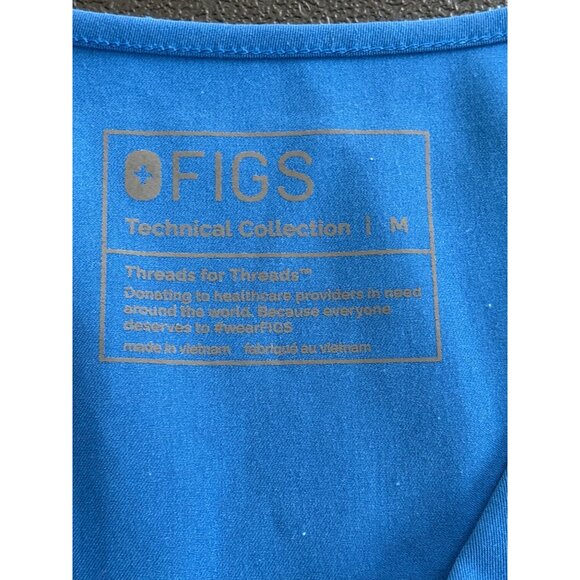 FIGS
Technical Collection | M
Threads for Threads™
Donating to healthcare providers in need
around the world. Because everyone
deserves to #wearFIGS
made in vietnam fabriqué au vietnam